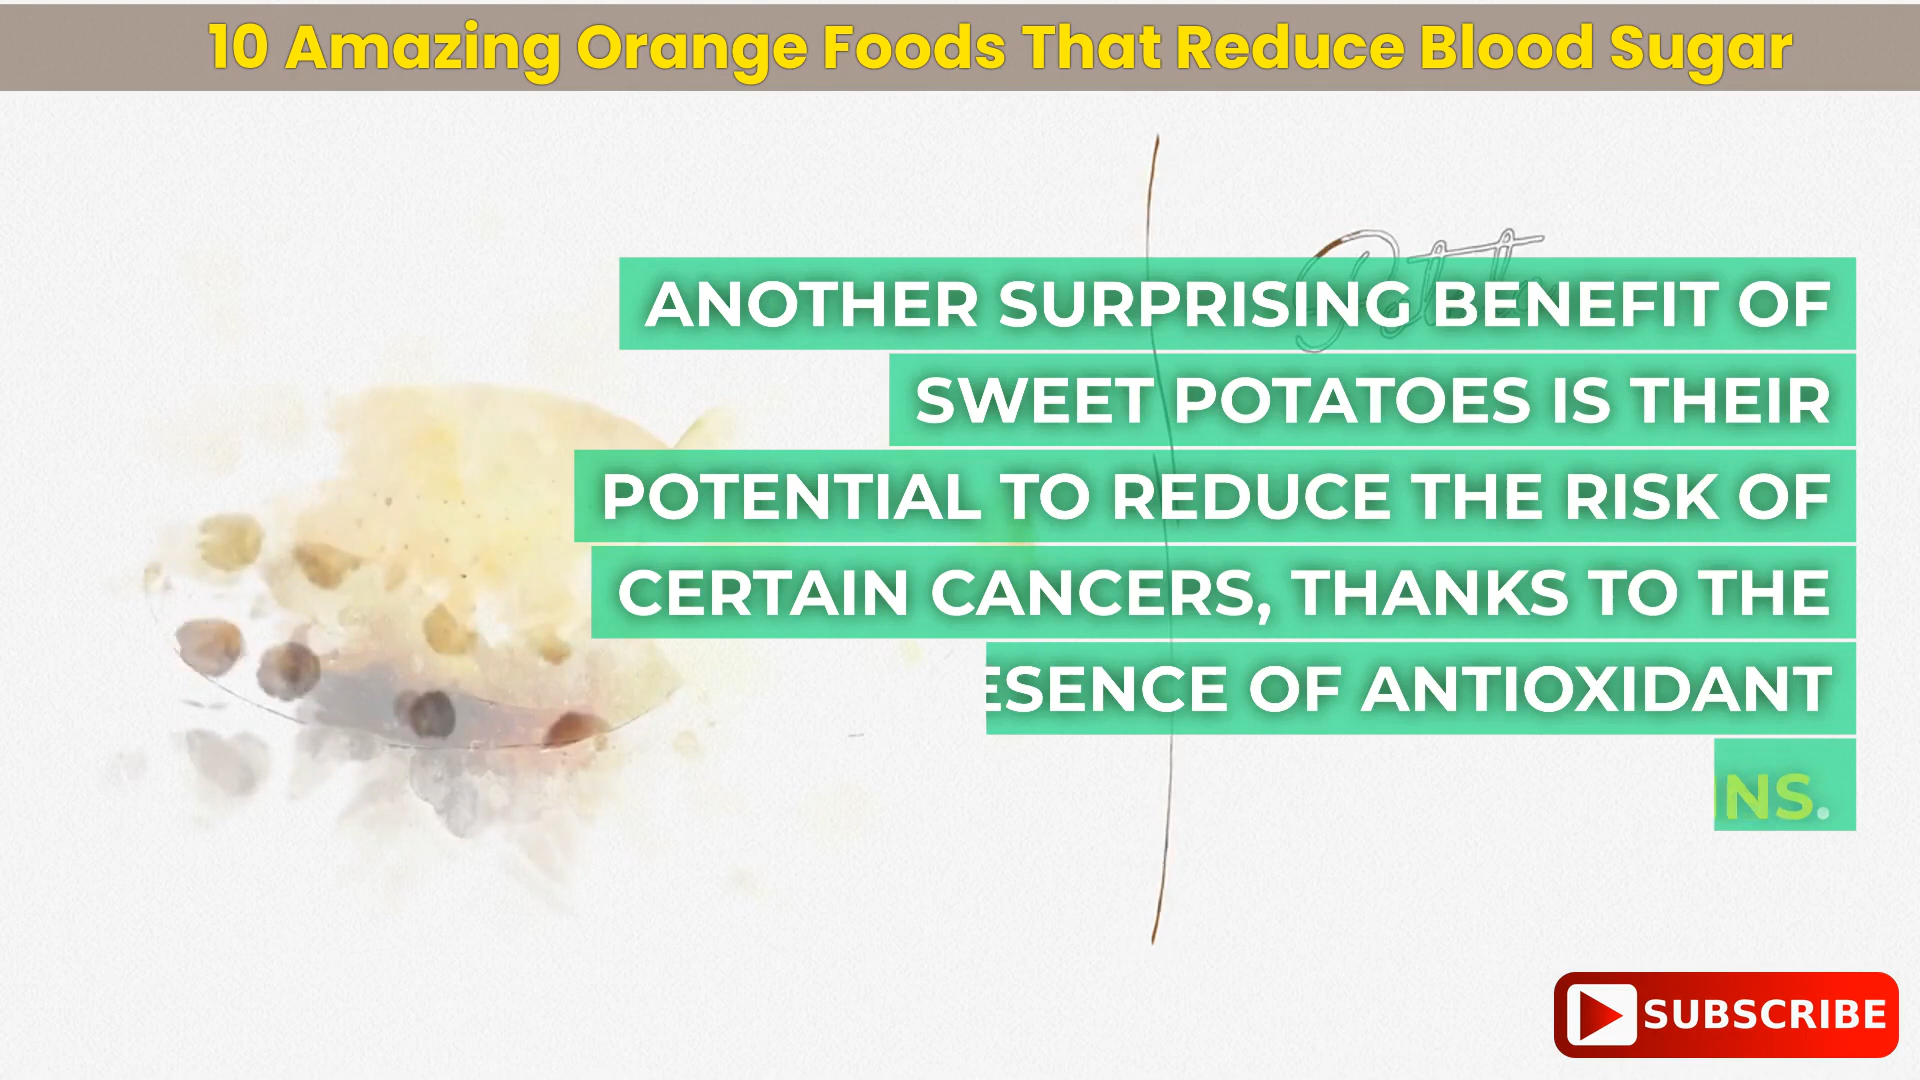 10 Amazing Orange Foods That Reduce Blood Sugar
Potato
ANOTHER SURPRISING BENEFIT OF
SWEET POTATOES IS THEIR
POTENTIAL TO REDUCE THE RISK OF
CERTAIN CANCERS, THANKS TO THE
ESENCE OF ANTIOXIDANT
NS.
SUBSCRIBE